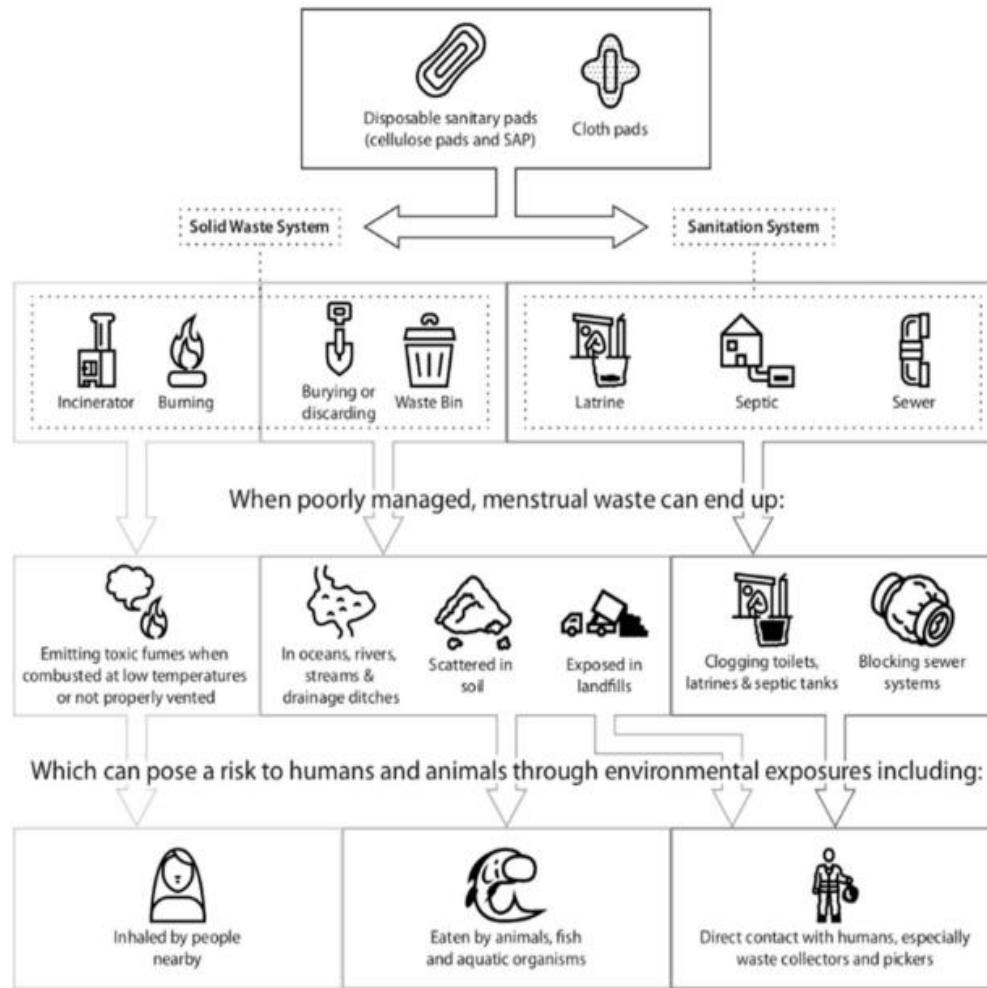 Disposable sanitary pads
(cellulose pads and SAP)
Cloth pads
Solid Waste System
Sanitation System
Incinerator
Burning
Burying or
discarding
Waste Bin
Latrine
Septic
Sewer
When poorly managed, menstrual waste can end up:
Emitting toxic fumes when
combusted at low temperatures
or not properly vented
In oceans, rivers,
streams &
drainage ditches
Scattered in
soil
Exposed in
landfills
Clogging toilets,
latrines & septic tanks
Blocking sewer
systems
Which can pose a risk to humans and animals through environmental exposures including:
Inhaled by people
nearby
Eaten by animals, fish
and aquatic organisms
Direct contact with humans, especially
waste collectors and pickers